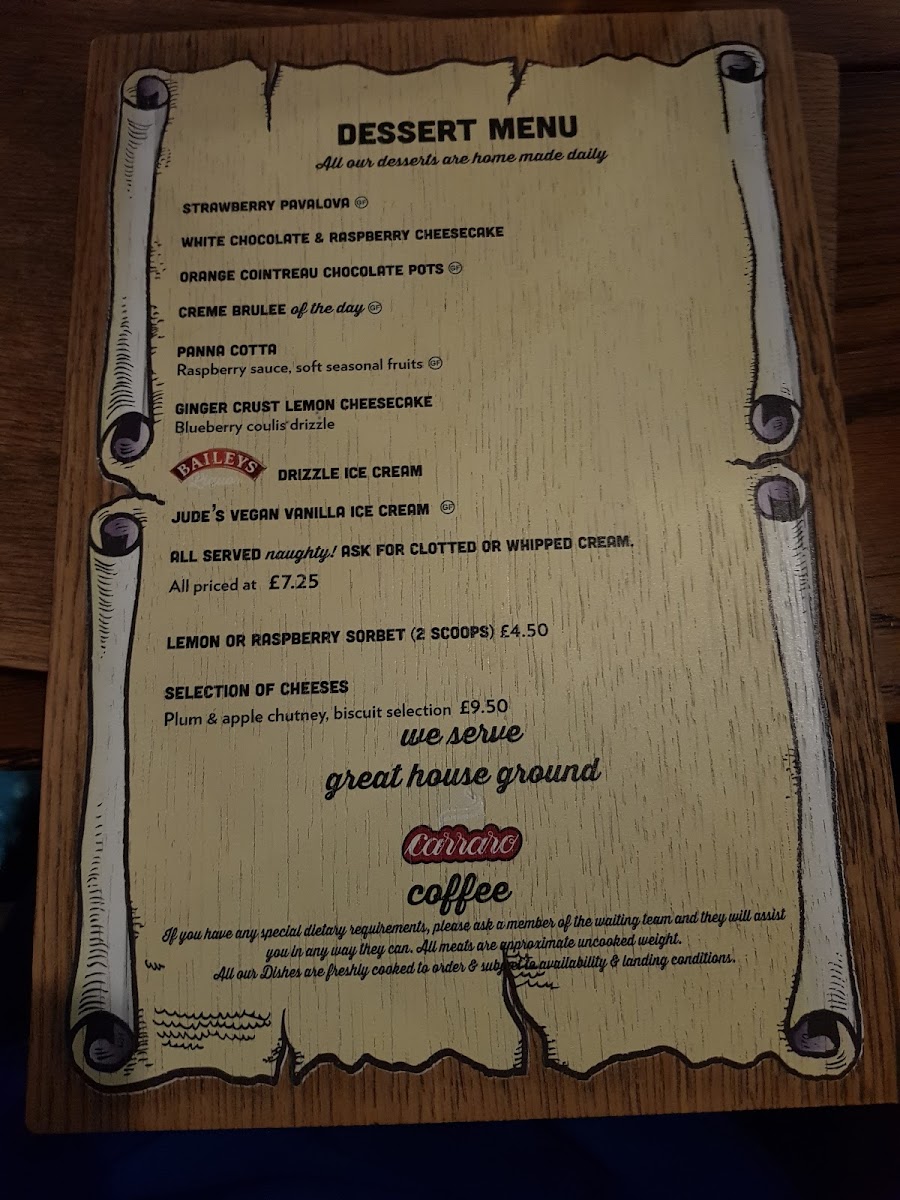 DESSERT MENU
All our desserts are home made daily
STRAWBERRY PAVALOVA GF
WHITE CHOCOLATE & RASPBERRY CHEESECAKE
ORANGE COINTREAU CHOCOLATE POTS GF
CREME BRULEE of the day GF
PANNA COTTA
Raspberry sauce, soft seasonal fruits GF
GINGER CRUST LEMON CHEESECAKE
Blueberry coulis drizzle
BAILEYS DRIZZLE ICE CREAM
JUDE'S VEGAN VANILLA ICE CREAM GF
ALL SERVED naughty! ASK FOR CLOTTED OR WHIPPED CREAM.
All priced at £7.25
LEMON OR RASPBERRY SORBET (2 SCOOPS) £4.50
SELECTION OF CHEESES
Plum & apple chutney, biscuit selection £9.50
we serve
great house ground
carraro
coffee
If you have any special dietary requirements, please ask a member of the waiting team and they will assist
you in any way they can. All meats are approximate uncooked weight.
All our Dishes are freshly cooked to order & subject to availability & landing conditions.